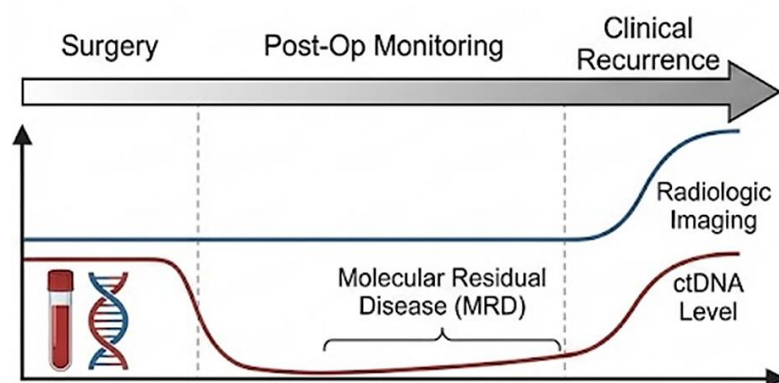 Surgery
Post-Op Monitoring
Clinical
Recurrence
Radiologic
Imaging
Molecular Residual
Disease (MRD)
ctDNA
Level